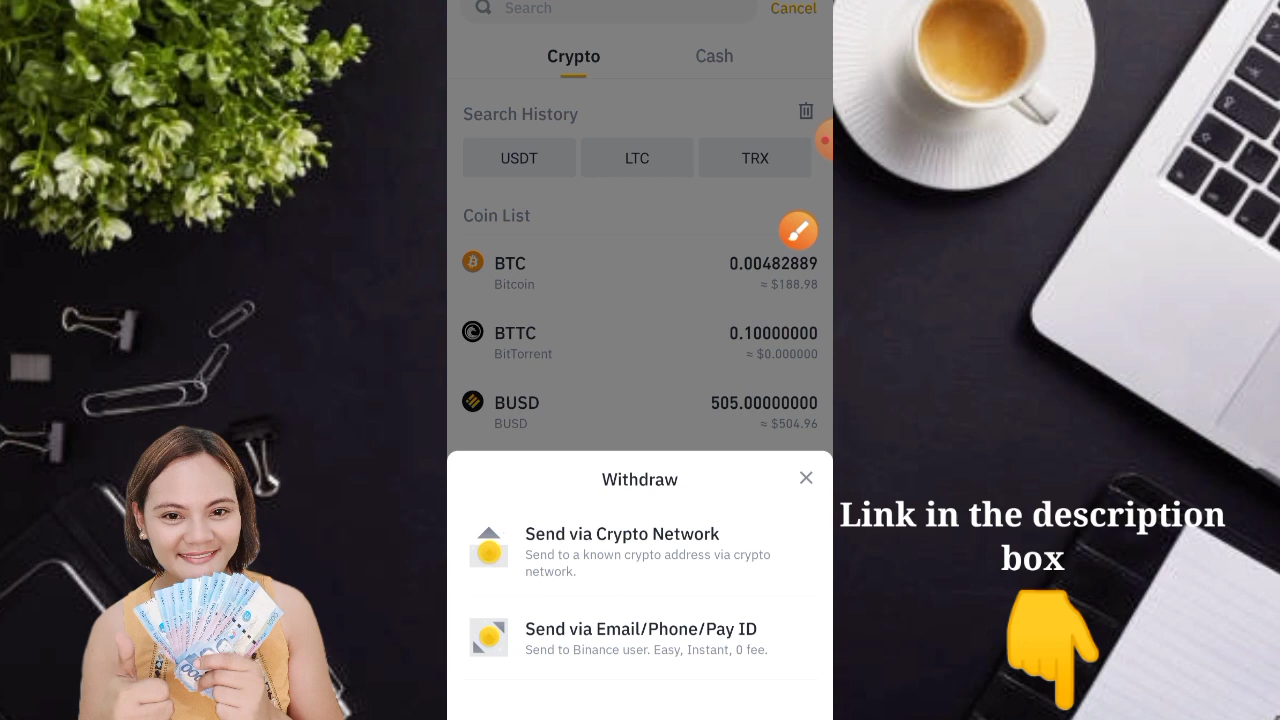 Search
Cancel
Crypto
Cash
Search History
USDT
LTC
TRX
Coin List
BTC
0.00482889
Bitcoin
≈ $188.98
BTTC
0.10000000
BitTorrent
≈ $0.000000
BUSD
505.00000000
BUSD
≈ $504.96
Withdraw
Send via Crypto Network
Send to a known crypto address via crypto
network.
Send via Email/Phone/Pay ID
Send to Binance user. Easy, Instant, 0 fee.
Link in the description
box